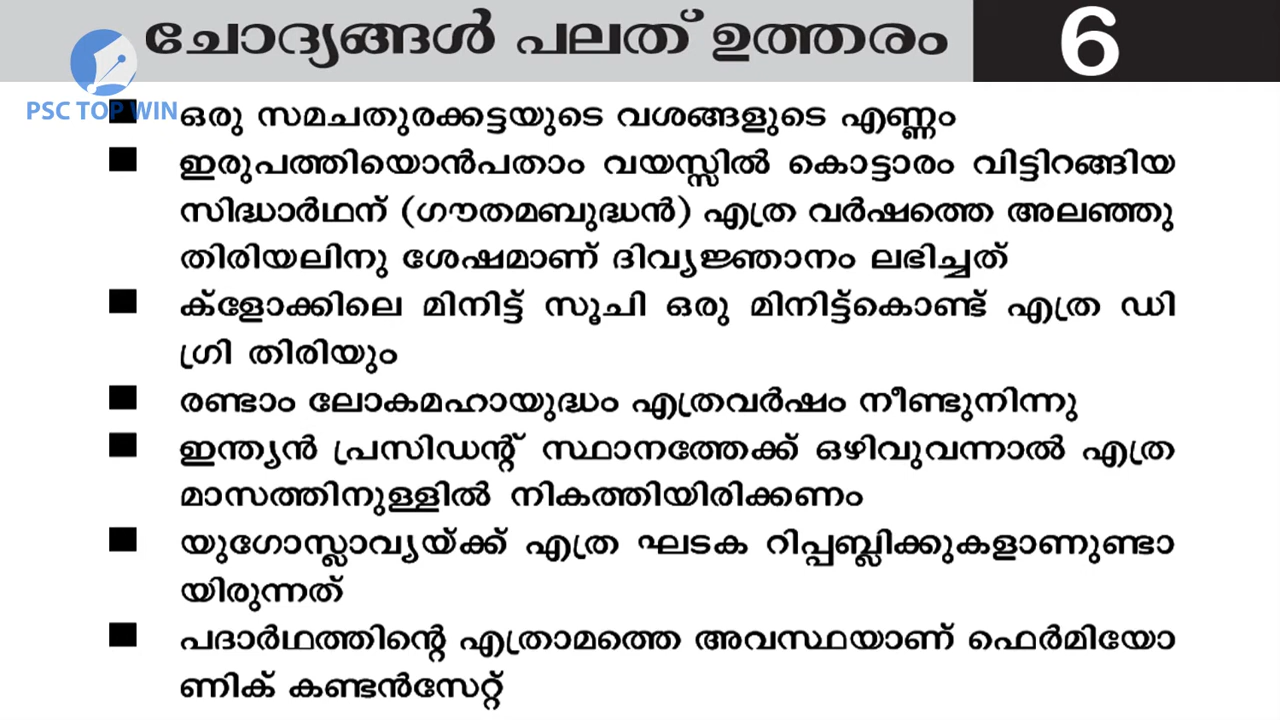 ചോദ്യങ്ങൾ പലത് ഉത്തരം 6
PSC TOP WIN
ഒരു സമചതുരക്കട്ടയുടെ വശങ്ങളുടെ എണ്ണം
ഇരുപത്തിയൊൻപതാം വയസ്സിൽ കൊട്ടാരം വിട്ടിറങ്ങിയ
സിദ്ധാർഥന് (ഗൗതമബുദ്ധൻ) എത്ര വർഷത്തെ അലഞ്ഞു
തിരിയലിനു ശേഷമാണ് ദിവ്യജ്ഞാനം ലഭിച്ചത്
ക്ളോക്കിലെ മിനിട്ട് സൂചി ഒരു മിനിട്ട്കൊണ്ട് എത്ര ഡി
ഗ്രി തിരിയും
രണ്ടാം ലോകമഹായുദ്ധം എത്രവർഷം നീണ്ടുനിന്നു
ഇന്ത്യൻ പ്രസിഡന്റ് സ്ഥാനത്തേക്ക് ഒഴിവുവന്നാൽ എത്ര
മാസത്തിനുള്ളിൽ നികത്തിയിരിക്കണം
യുഗോസ്ലാവ്യയ്ക്ക് എത്ര ഘടക റിപ്പബ്ലിക്കുകളാണുണ്ടാ
യിരുന്നത്
പദാർഥത്തിന്റെ എത്രാമത്തെ അവസ്ഥയാണ് ഫെർമിയോ
ണിക് കണ്ടൻസേറ്റ്